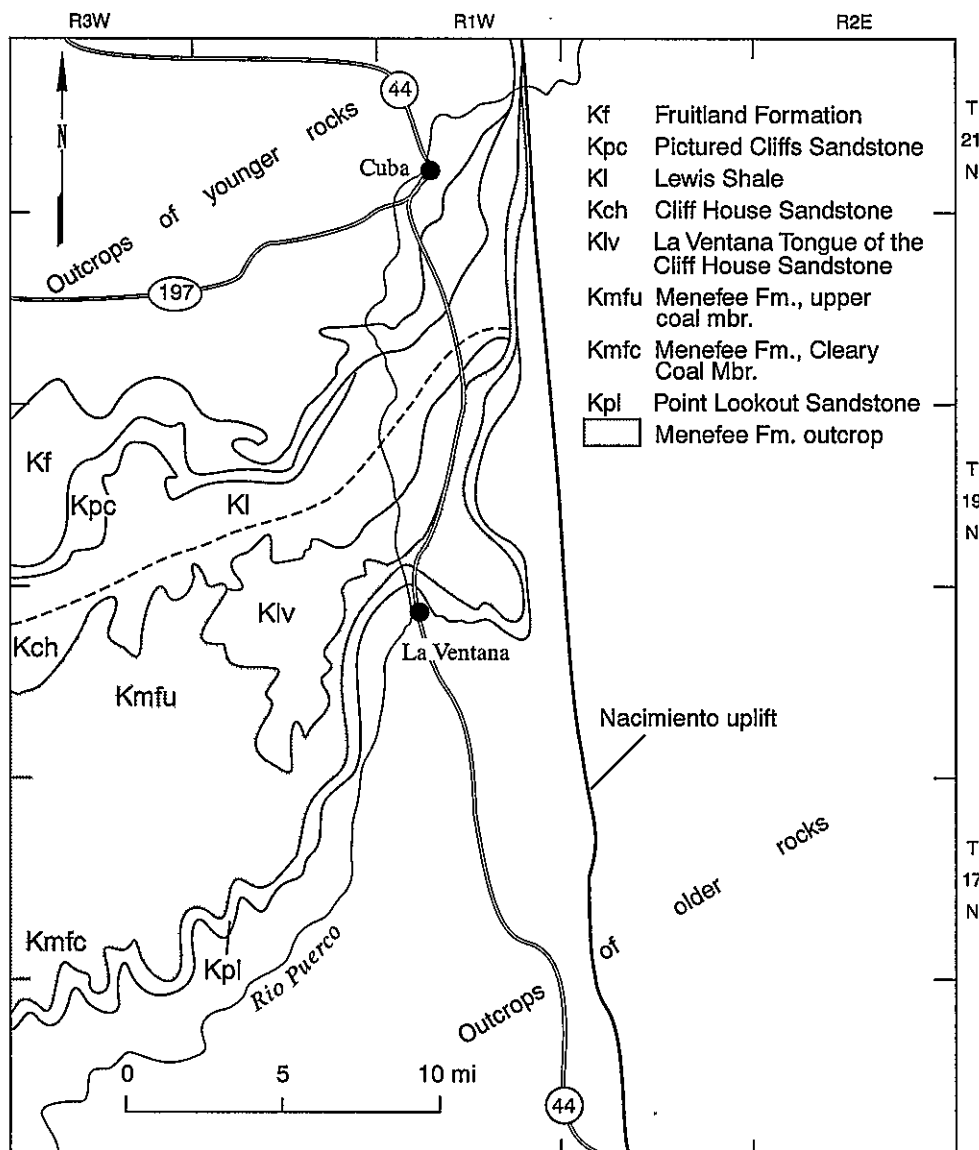 R3W R1W R2E
N
44
Outcrops of younger rocks
Cuba
197
Kf Fruitland Formation
Kpc Pictured Cliffs Sandstone
Kl Lewis Shale
Kch Cliff House Sandstone
Klv La Ventana Tongue of the
Cliff House Sandstone
Kmfu Menefee Fm., upper
coal mbr.
Kmfc Menefee Fm., Cleary
Coal Mbr.
Kpl Point Lookout Sandstone
Menefee Fm. outcrop
T
21
N
T
19
N
T
17
N
Kf
Kpc
Kl
Klv
Kch
Kmfu
La Ventana
Nacimiento uplift
Kmfc
Kpl
Rio Puerco
Outcrops of older rocks
0 5 10 mi
44